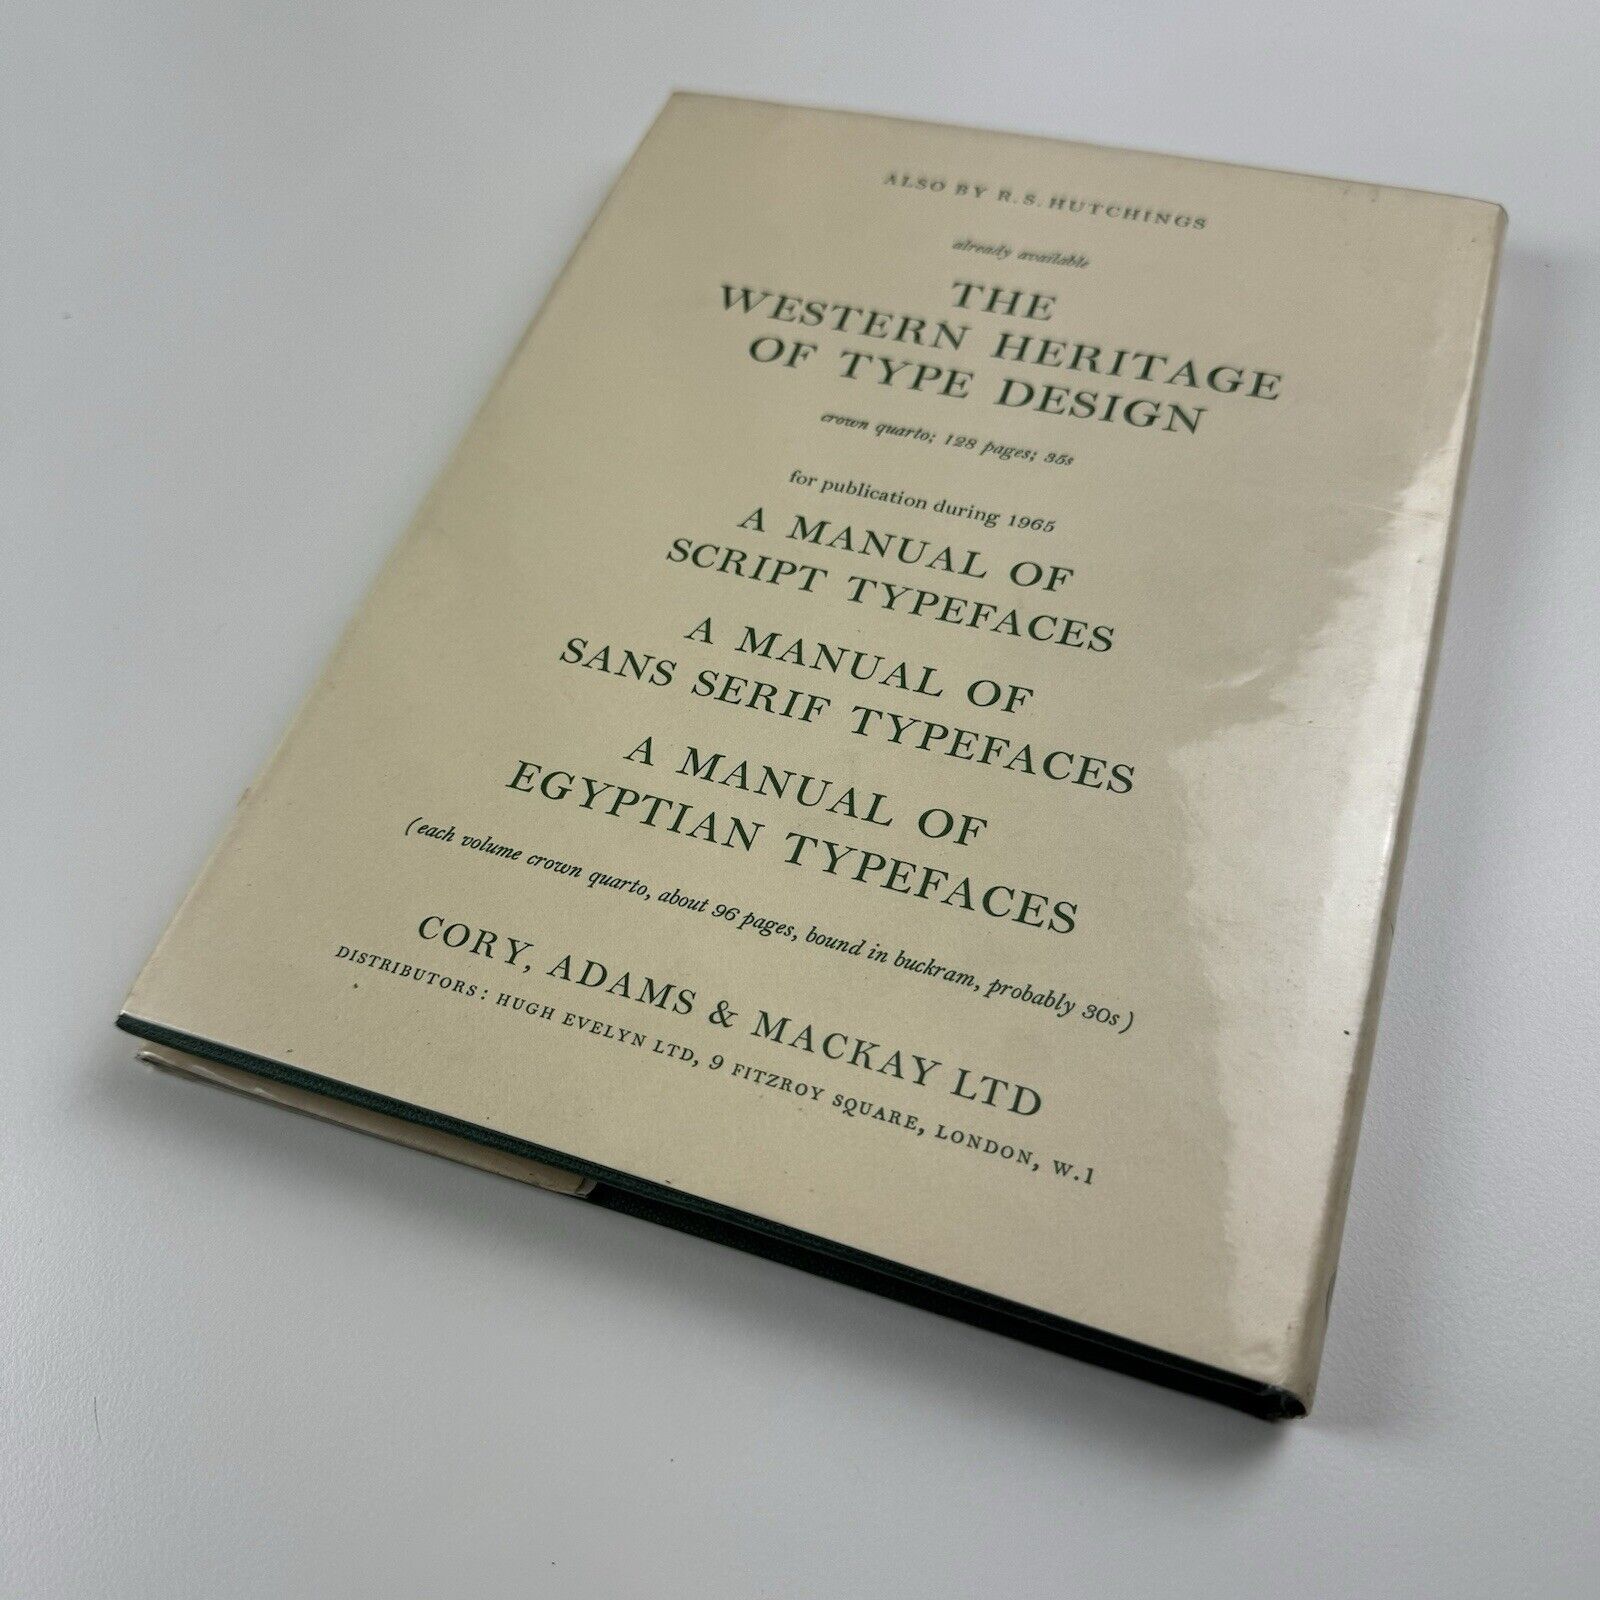 ALSO BY R. S. HUTCHINGS
already available
THE
WESTERN HERITAGE
OF TYPE DESIGN
crown quarto; 128 pages; 35s
for publication during 1965
A MANUAL OF
SCRIPT TYPEFACES
A MANUAL OF
SANS SERIF TYPEFACES
A MANUAL OF
EGYPTIAN TYPEFACES
(each volume crown quarto, about 96 pages, bound in buckram, probably 30s)
CORY, ADAMS & MACKAY LTD
DISTRIBUTORS: HUGH EVELYN LTD, 9 FITZROY SQUARE, LONDON, W.1